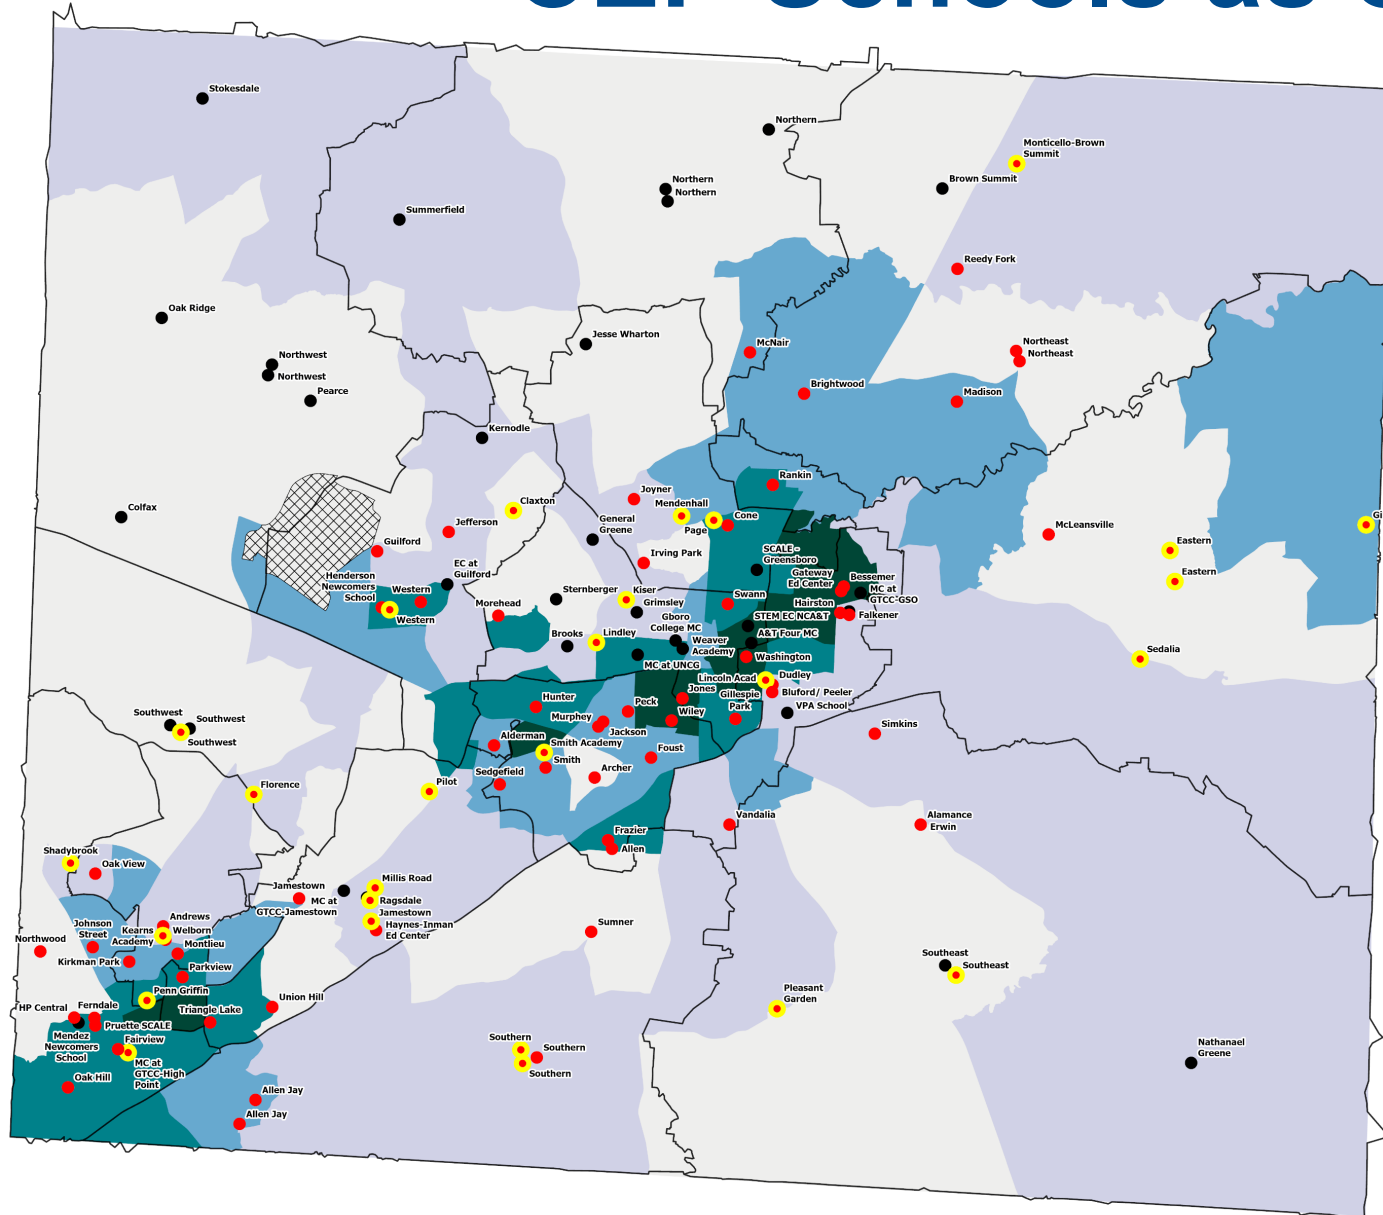 Stokesdale
Northern
Monticello-Brown
Summit
Brown Summit
Northern
Northern
Summerfield
Reedy Fork
Oak Ridge
Jesse Wharton
McNair
Northeast
Northeast
Northwest
Northwest
Pearce
Brightwood
Madison
Kernodle
Rankin
Joyner
Claxton
Mendenhall
Colfax
General
Greene
Page
Cone
Jefferson
McLeansville
Gi
Guilford
Irving Park
Eastern
SCALE -
Greensboro
EC at
Guilford
Gateway
Ed Center
Bessemer
Eastern
Henderson
Newcomers
School
Western
Sternberger
Kiser
MC at
GTCC-GSO
Morehead
Grimsley
Swann
Hairston
Western
Gboro
College MC
STEM EC NCA&T
Falkener
Brooks
Lindley
Weaver
Academy
A&T Four MC
Sedalia
MC at UNCG
Washington
Lincoln Acad
Dudley
Jones
Gillespie
Park
Bluford/ Peeler
Hunter
Peck
VPA School
Southwest
Southwest
Murphey
Wiley
Simkins
Southwest
Jackson
Alderman
Smith Academy
Foust
Smith
Sedgefield
Archer
Florence
Pilot
Vandalia
Alamance
Erwin
Frazier
Shadybrook
Allen
Oak View
Millis Road
Jamestown
MC at
GTCC-Jamestown
Ragsdale
Jamestown
Andrews
Johnson
Street
Kearns
Academy
Welborn
Haynes-Inman
Ed Center
Sumner
Northwood
Montlieu
Southeast
Kirkman Park
Parkview
Southeast
Penn Griffin
Pleasant
Garden
HP Central
Ferndale
Triangle Lake
Union Hill
Pruette SCALE
Mendez
Newcomers
School
Fairview
Southern
Southern
Nathanael
Greene
MC at
GTCC-High
Point
Southern
Oak Hill
Allen Jay
Allen Jay